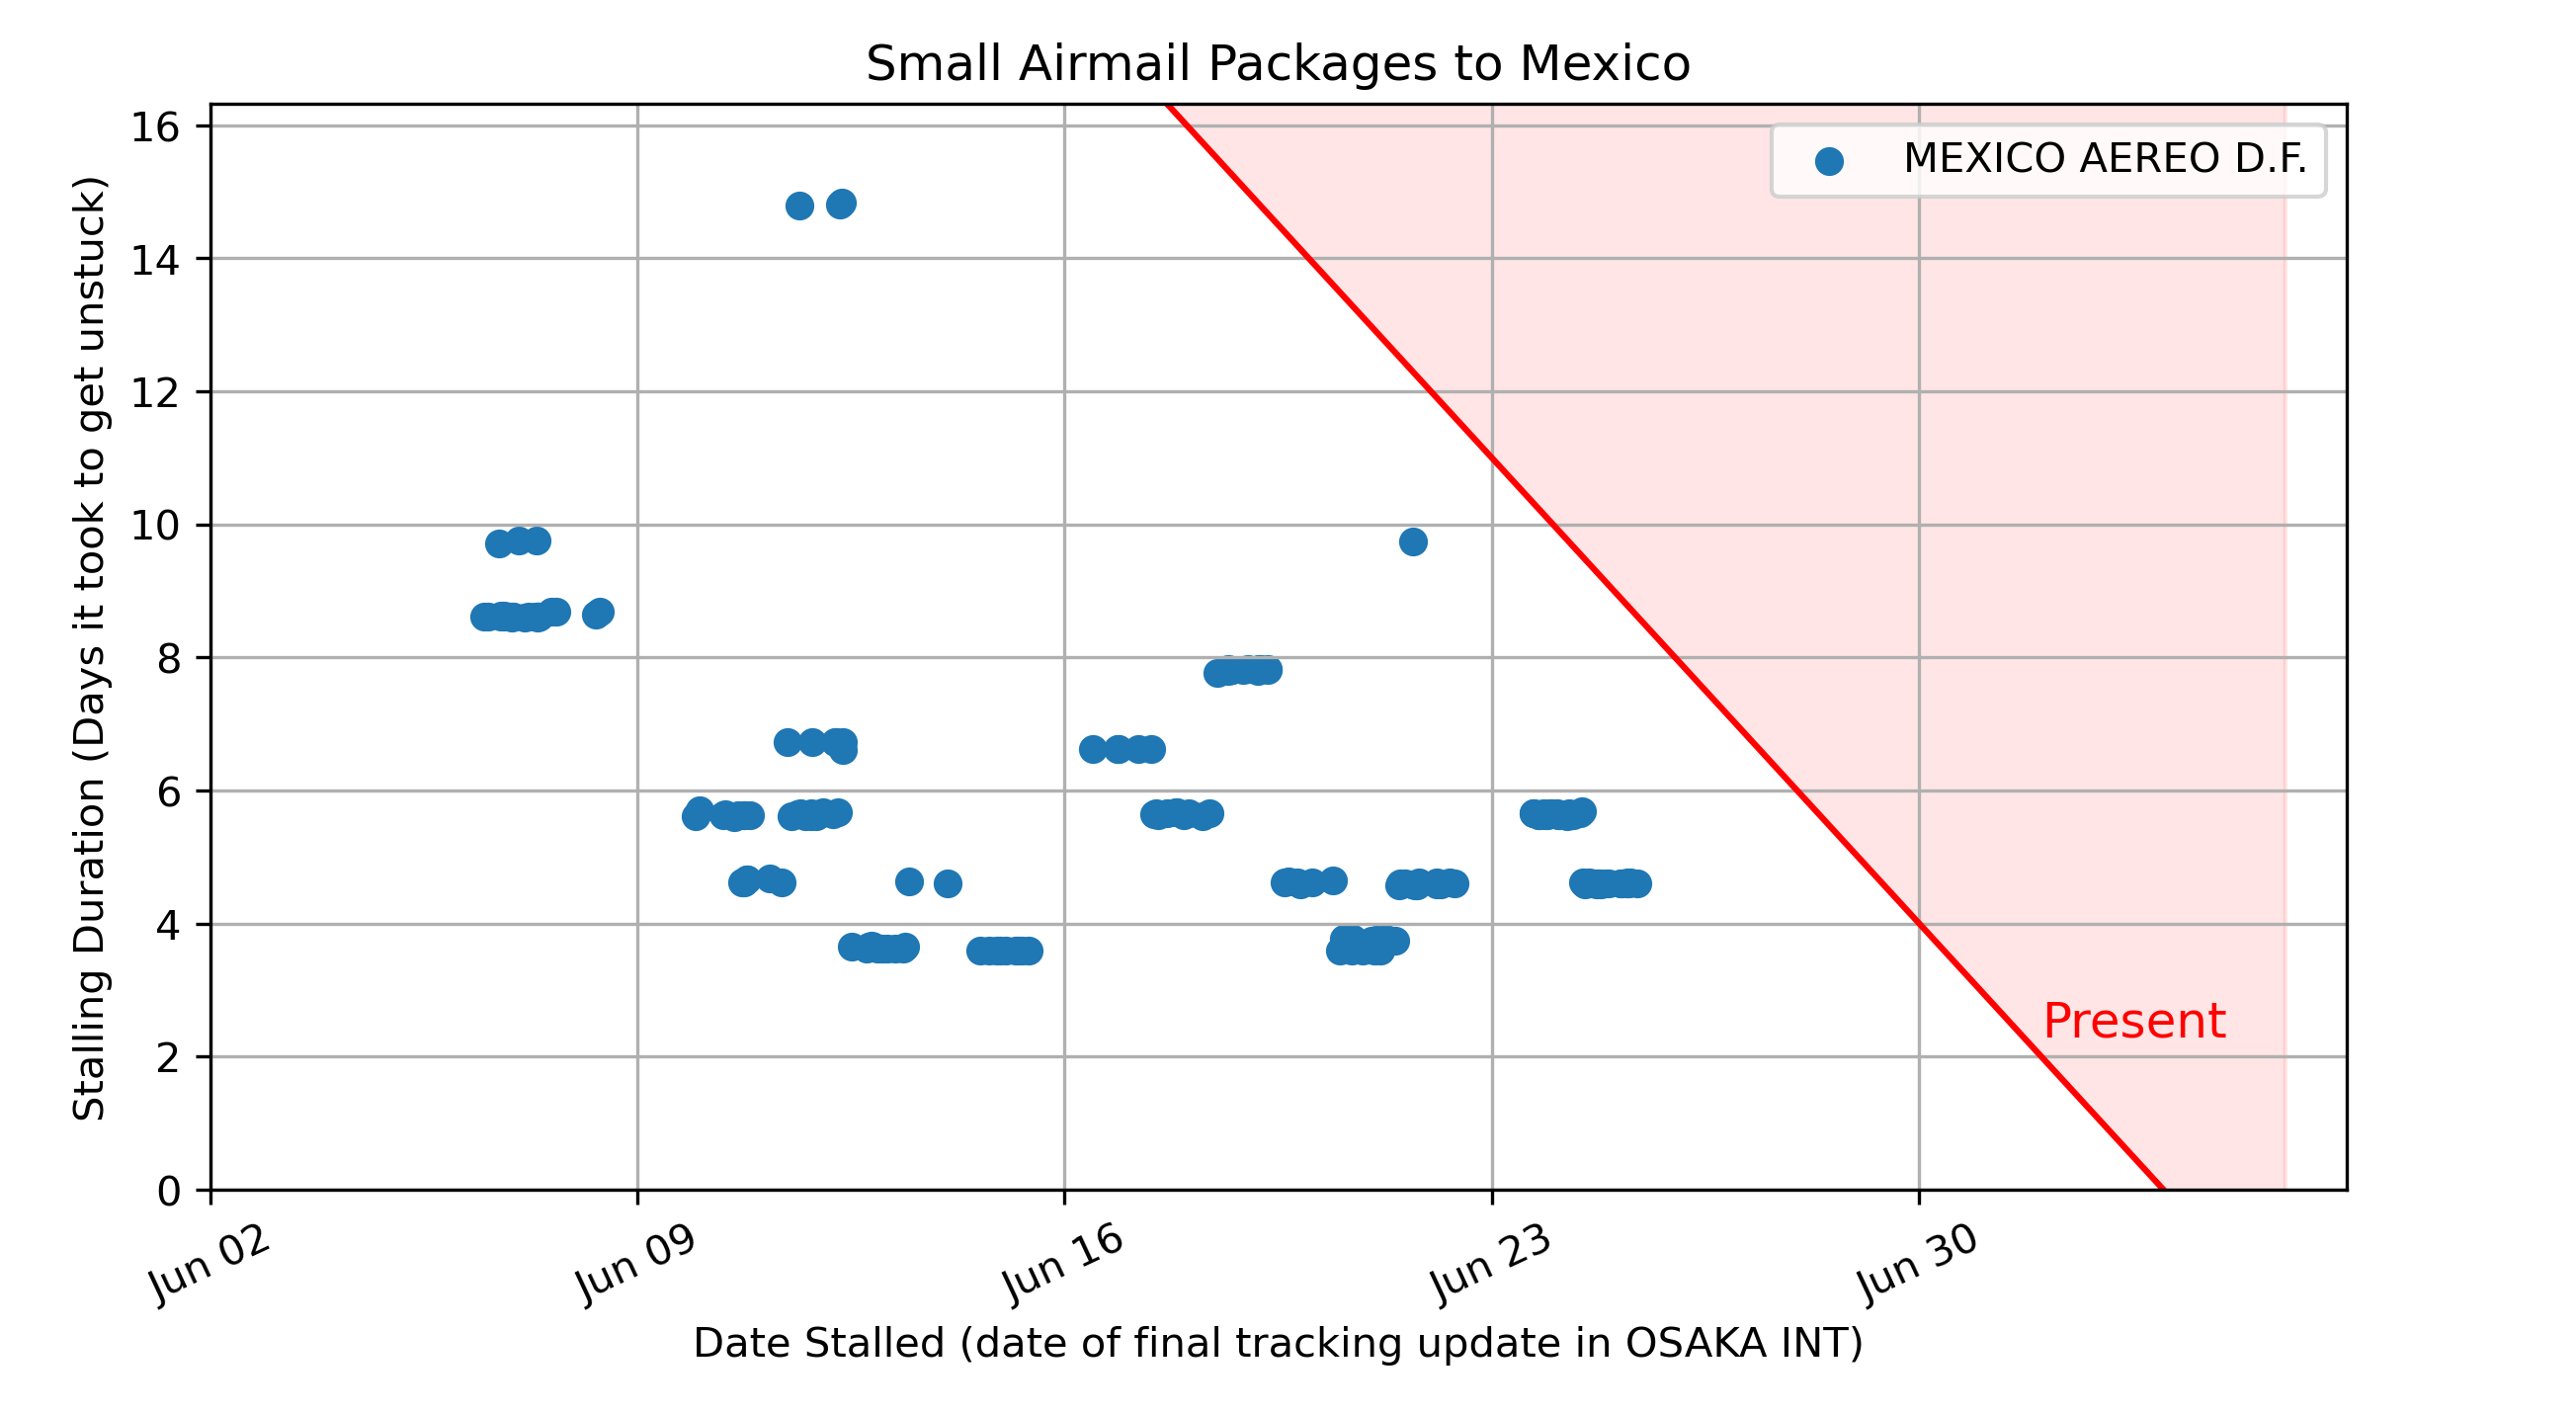 Small Airmail Packages to Mexico
Stalling Duration (Days it took to get unstuck)
16
14
12
10
8
6
4
2
0
MEXICO AEREO D.F.
Present
Jun 02
Jun 09
Jun 16
Jun 23
Jun 30
Date Stalled (date of final tracking update in OSAKA INT)